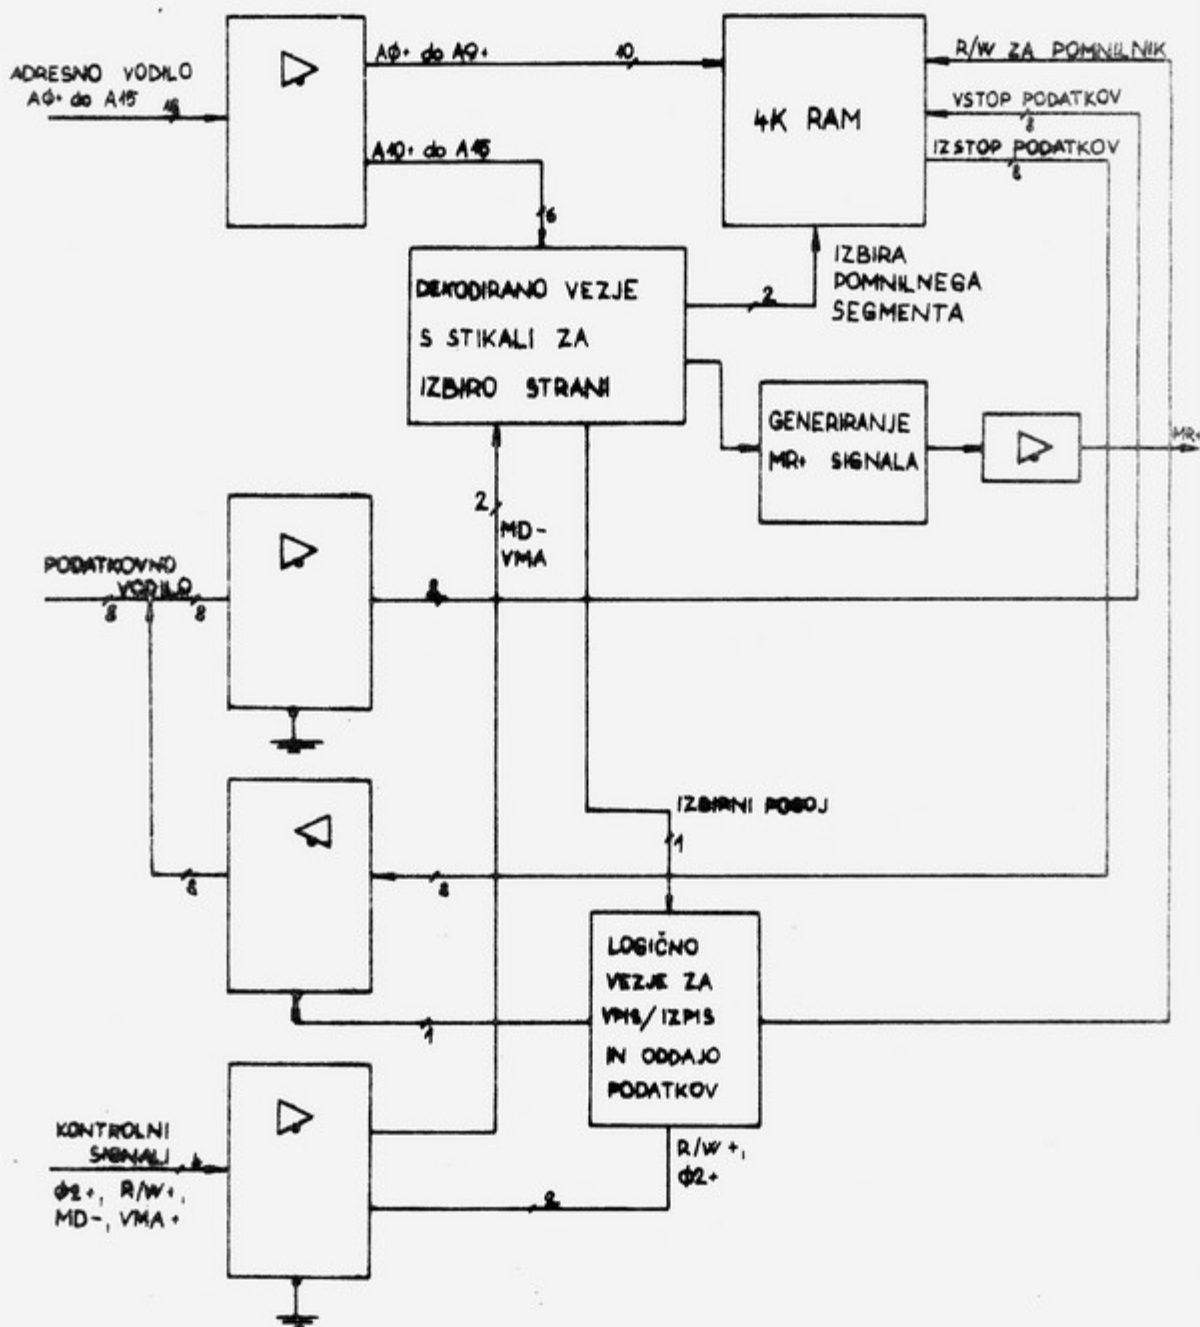 ADRESNO VODILO
Aϕ+ do A15
16
Aϕ+ do A9+
10
A10+ do A15
6
4K RAM
R/W ZA POMNILNIK
VSTOP PODATKOV
8
IZSTOP PODATKOV
8
DEKODIRANO VEZJE
S STIKALI ZA
IZBIRO STRANI
2
IZBIRA
POMNILNEGA
SEGMENTA
GENERIRANJE
MR+ SIGNALA
MR+
2
MD-
VMA
PODATKOVNO
VODILO
8
8
8
IZBIRNI POGOJ
1
8
8
LOGIČNO
VEZJE ZA
VPIS/IZPIS
IN ODDAJO
PODATKOV
1
KONTROLNI
SIGNALI
4
ϕ2+, R/W+,
MD-, VMA+
R/W+,
ϕ2+
2